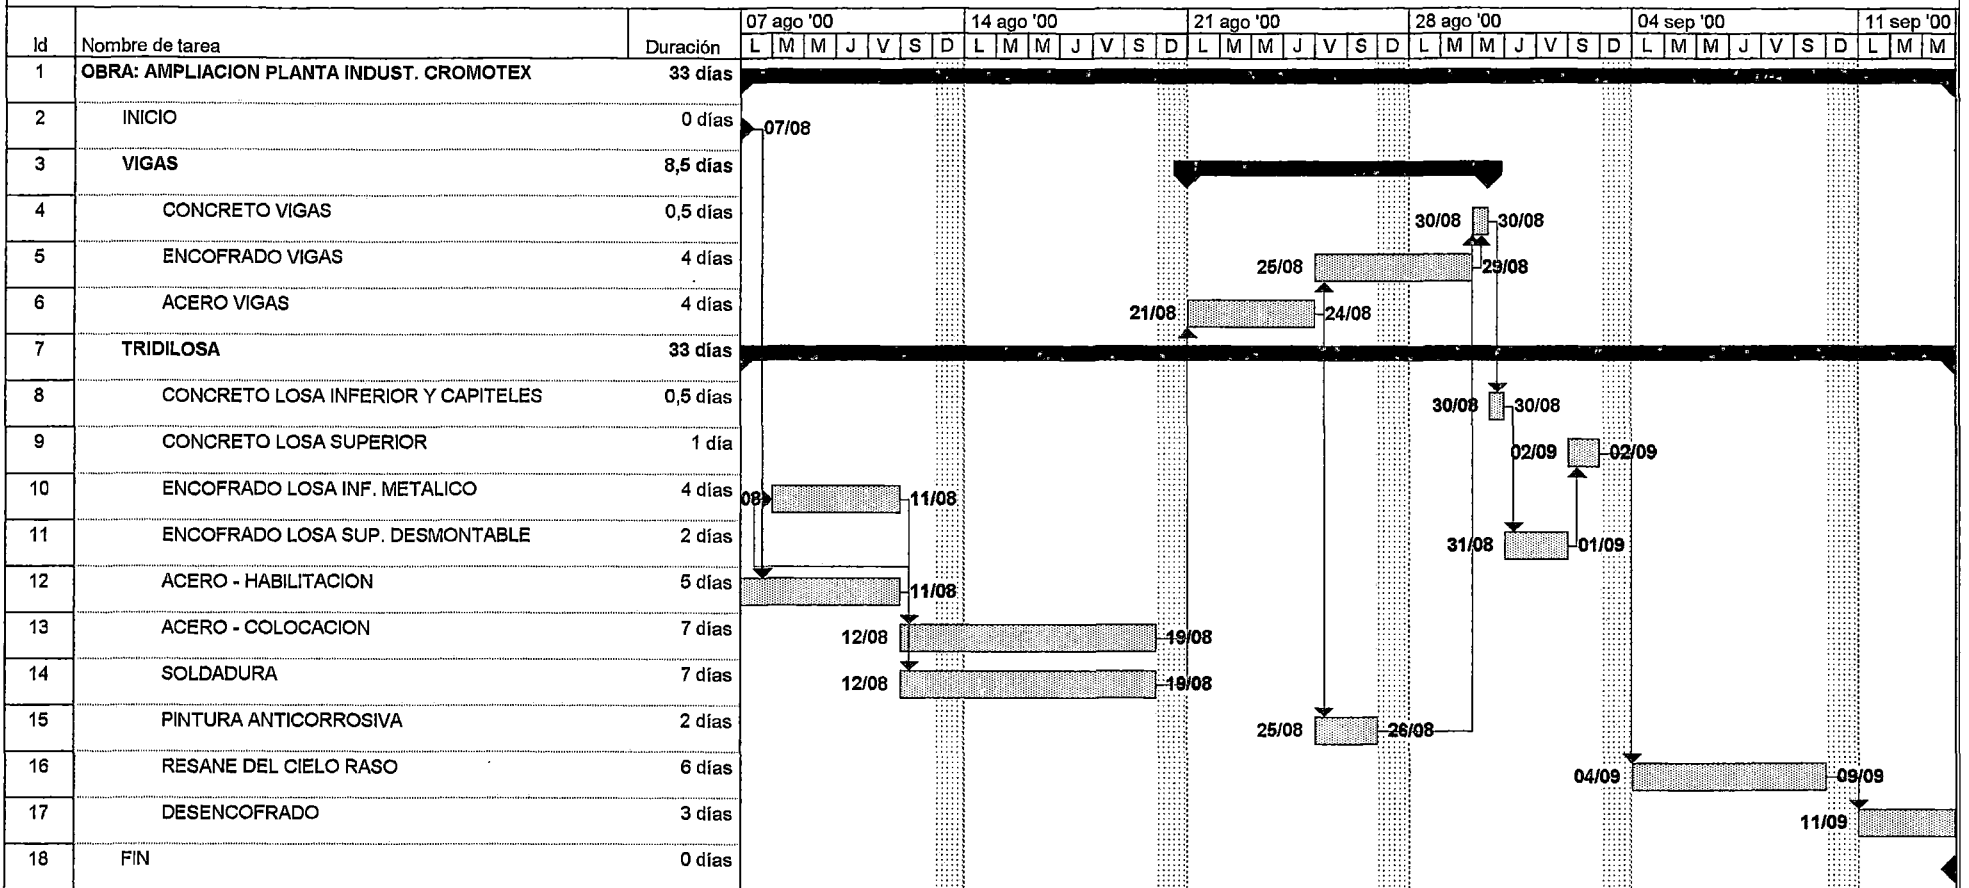 07 ago '00 14 ago '00 21 ago '00 28 ago '00 04 sep '00 11 sep '00
Id Nombre de tarea Duración L M M J V S D L M M J V S D L M M J V S D L M M J V S D L M M J V S D L M M
1 OBRA: AMPLIACION PLANTA INDUST. CROMOTEX 33 días
2 INICIO 0 días 07/08
3 VIGAS 8,5 días
4 CONCRETO VIGAS 0,5 días 30/08 30/08
5 ENCOFRADO VIGAS 4 días 25/08 29/08
6 ACERO VIGAS 4 días 21/08 24/08
7 TRIDILOSA 33 días
8 CONCRETO LOSA INFERIOR Y CAPITELES 0,5 días 30/08 30/08
9 CONCRETO LOSA SUPERIOR 1 día 02/09 02/09
10 ENCOFRADO LOSA INF. METALICO 4 días 08 11/08
11 ENCOFRADO LOSA SUP. DESMONTABLE 2 días 31/08 01/09
12 ACERO - HABILITACION 5 días 11/08
13 ACERO - COLOCACION 7 días 12/08 19/08
14 SOLDADURA 7 días 12/08 19/08
15 PINTURA ANTICORROSIVA 2 días 25/08 26/08
16 RESANE DEL CIELO RASO 6 días 04/09 09/09
17 DESENCOFRADO 3 días 11/09
18 FIN 0 días